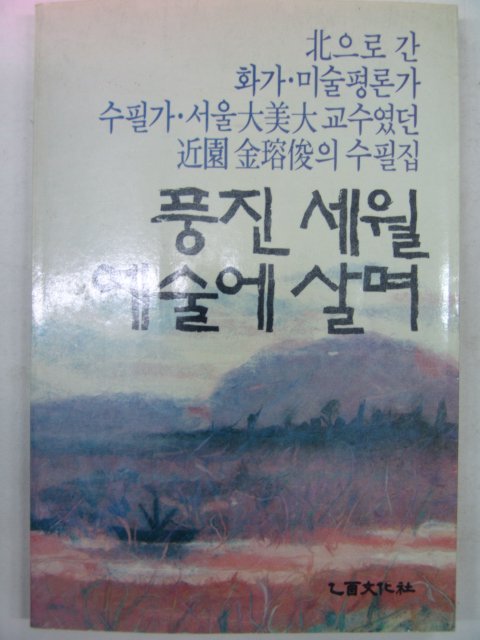 北으로 간
화가·미술평론가
수필가·서울大美大교수였던
近園 金瑢俊의 수필집
풍진 세월
예술에 살며
乙酉文化社